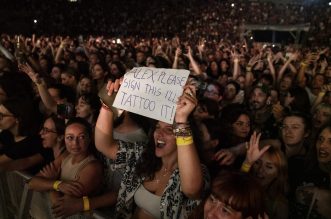 ALEX PLEASE
SIGN THIS I'LL
TATTOO IT!